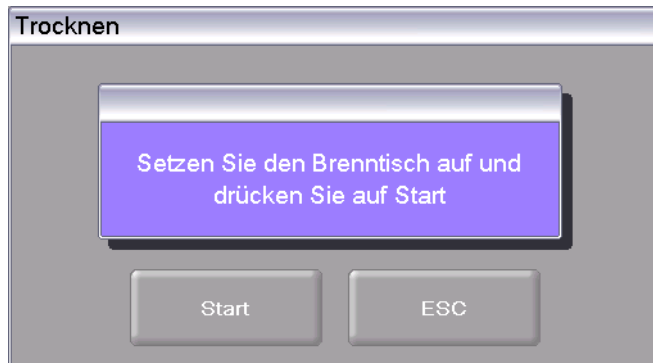 Trocknen
Setzen Sie den Brenntisch auf und
drücken Sie auf Start
Start
ESC